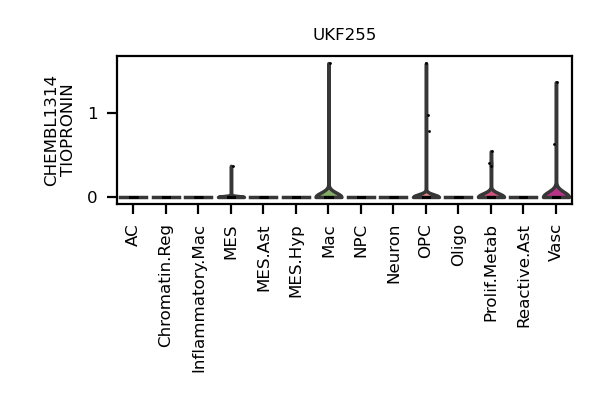 UKF255
CHEMBL1314
TIOPRONIN
1
0
AC
Chromatin.Reg
Inflammatory.Mac
MES
MES.Ast
MES.Hyp
Mac
NPC
Neuron
OPC
Oligo
Prolif.Metab
Reactive.Ast
Vasc